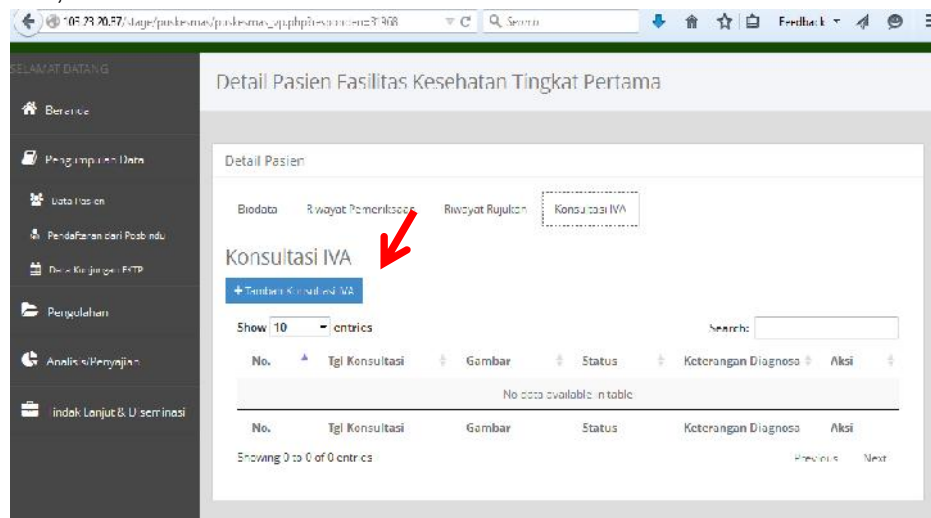 Search
Feedback
SELAMAT DATANG
Detail Pasien Fasilitas Kesehatan Tingkat Pertama
Beranda
Pengumpulan Data
Detail Pasien
Data Pasien
Biodata Riwayat Pemeriksaan Riwayat Rujukan Konsultasi IVA
Pendaftaran dari Posbindu
Konsultasi IVA
Data Kunjungan FKTP
+ Tambah Konsultasi IVA
Pengolahan
Show 10 entries Search:
Analisis/Penyajian
No. Tgl Konsultasi Gambar Status Keterangan Diagnosa Aksi
No data available in table
Tindak Lanjut & Diseminasi
No. Tgl Konsultasi Gambar Status Keterangan Diagnosa Aksi
Showing 0 to 0 of 0 entries Previous Next